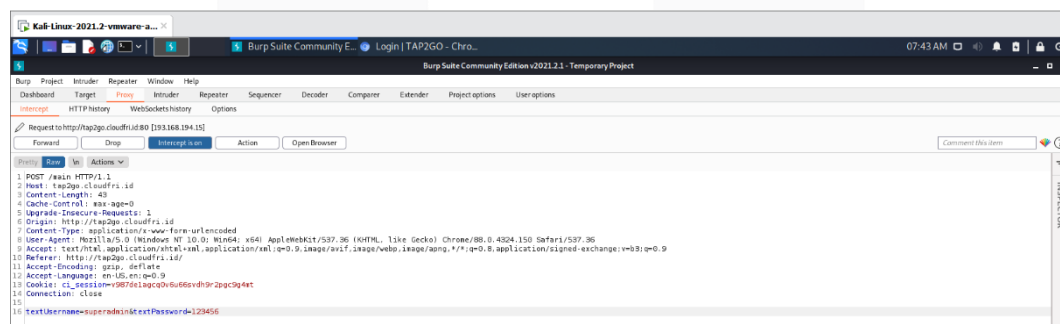 Kali-Linux-2021.2-vmware-a...
Burp Suite Community E... Login | TAP2GO - Chro... 07:43 AM
Burp Suite Community Edition v2021.2.1 - Temporary Project
Burp Project Intruder Repeater Window Help
Dashboard Target Proxy Intruder Repeater Sequencer Decoder Comparer Extender Project options User options
Intercept HTTP history WebSockets history Options
Request to http://tap2go.cloudfri.id:80 [193.168.194.15]
Forward Drop Intercept is on Action Open Browser Comment this item
Pretty Raw \n Actions
1 POST /main HTTP/1.1
2 Host: tap2go.cloudfri.id
3 Content-Length: 43
4 Cache-Control: max-age=0
5 Upgrade-Insecure-Requests: 1
6 Origin: http://tap2go.cloudfri.id
7 Content-Type: application/x-www-form-urlencoded
8 User-Agent: Mozilla/5.0 (Windows NT 10.0; Win64; x64) AppleWebKit/537.36 (KHTML, like Gecko) Chrome/88.0.4324.150 Safari/537.36
9 Accept: text/html,application/xhtml+xml,application/xml;q=0.9,image/avif,image/webp,image/apng,*/*;q=0.8,application/signed-exchange;v=b3;q=0.9
10 Referer: http://tap2go.cloudfri.id/
11 Accept-Encoding: gzip, deflate
12 Accept-Language: en-US,en;q=0.9
13 Cookie: ci_session=v987de1agcq0v6u66svdh9r2pgc9g4mt
14 Connection: close
15
16 textUsername=superadmin&textPassword=123456